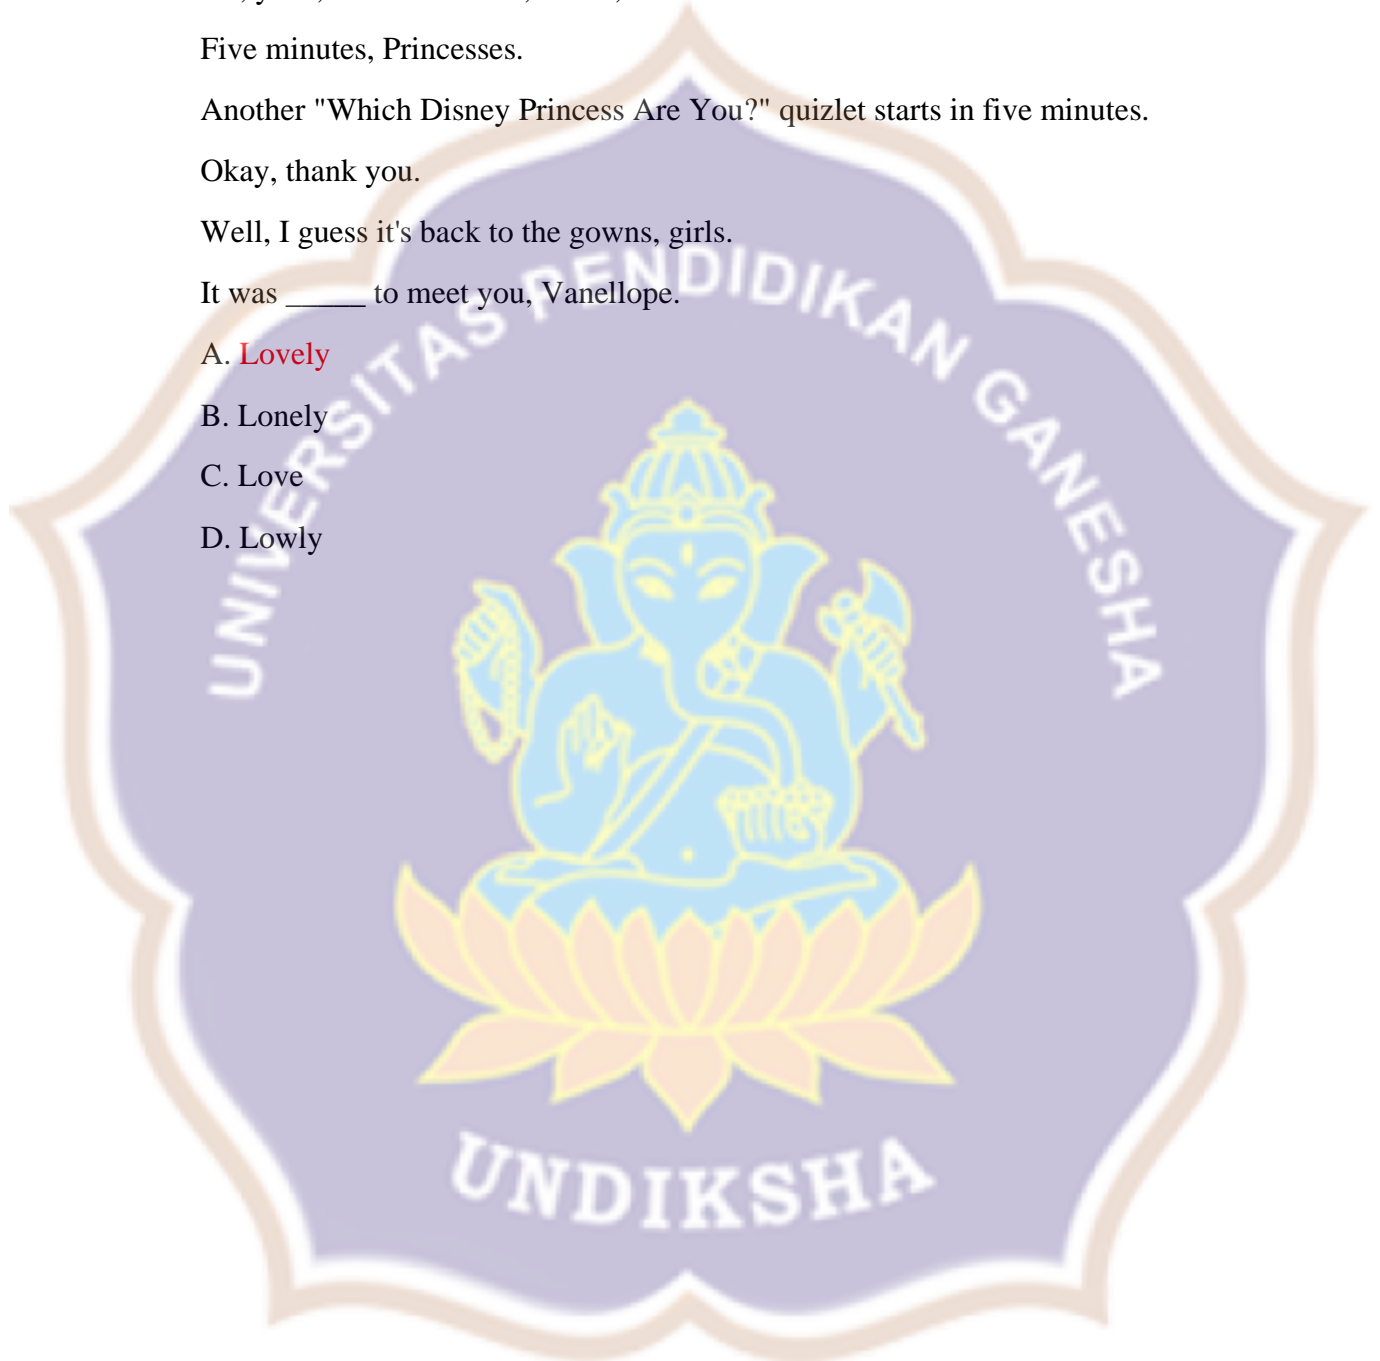 Five minutes, Princesses.
Another "Which Disney Princess Are You?" quizlet starts in five minutes.
Okay, thank you.
Well, I guess it's back to the gowns, girls.
It was _____ to meet you, Vanellope.
A. Lovely
B. Lonely
C. Love
D. Lowly
UNIVERSITAS PENDIDIKAN GANESHA
UNDIKSHA